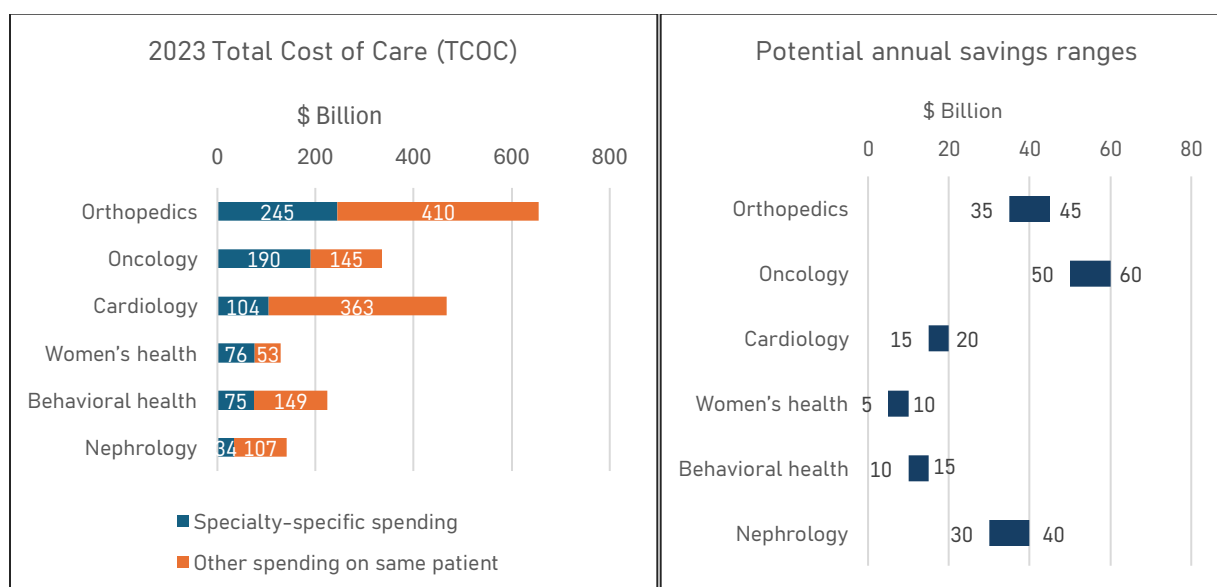 2023 Total Cost of Care (TCOC)
$ Billion
0 200 400 600 800
Orthopedics 245 410
Oncology 190 145
Cardiology 104 363
Women's health 76 53
Behavioral health 75 149
Nephrology 34 107
Specialty-specific spending
Other spending on same patient
Potential annual savings ranges
$ Billion
0 20 40 60 80
Orthopedics 35 45
Oncology 50 60
Cardiology 15 20
Women's health 5 10
Behavioral health 10 15
Nephrology 30 40